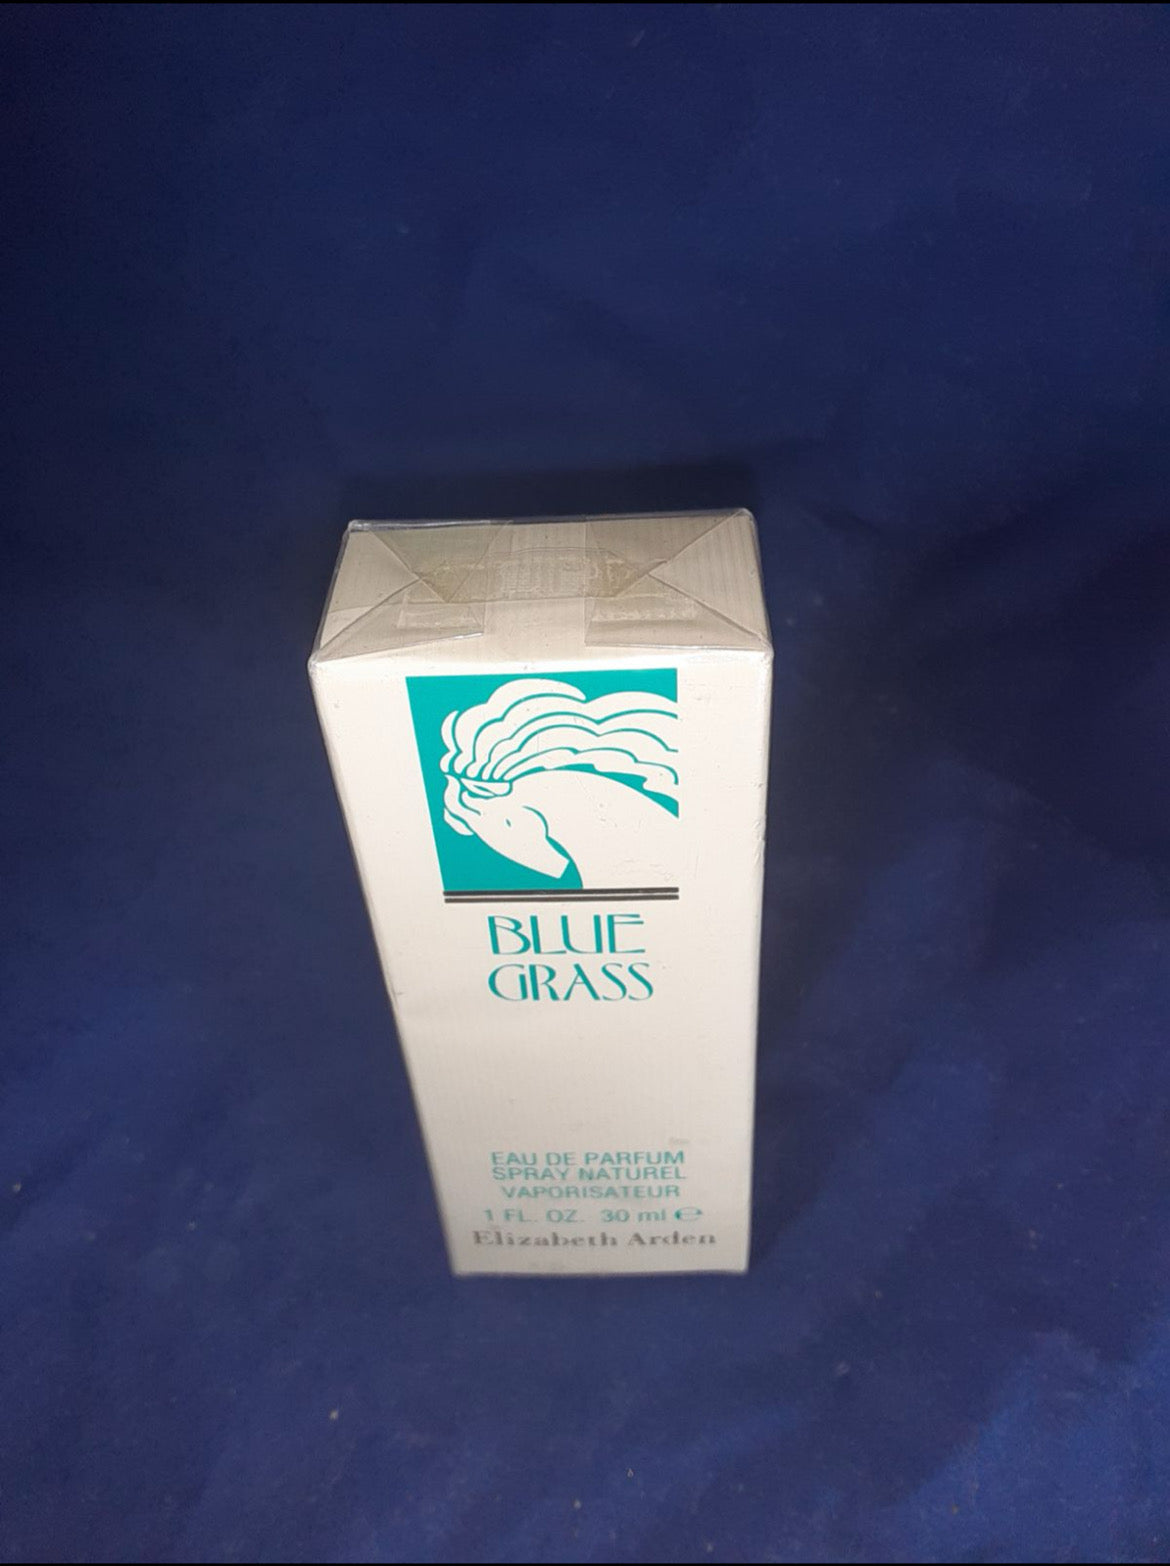 BLUE
GRASS
EAU DE PARFUM
SPRAY NATUREL
VAPORISATEUR
1 FL. OZ. 30 ml ℮
Elizabeth Arden